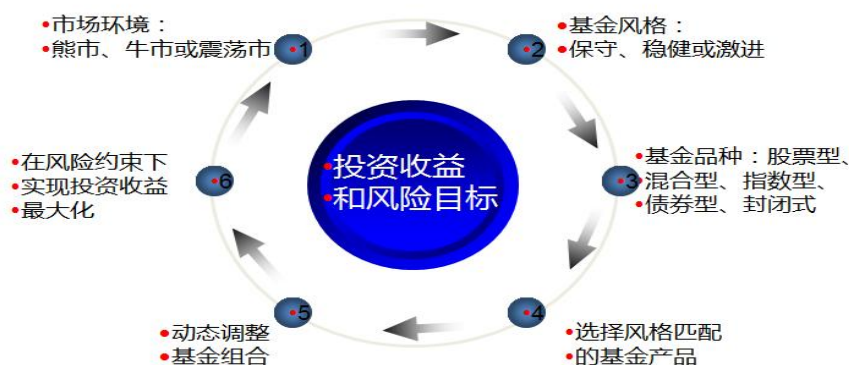 •市场环境：
•熊市、牛市或震荡市
1
2
•基金风格：
•保守、稳健或激进
3
•基金品种：股票型、
•混合型、指数型、
•债券型、封闭式
4
•选择风格匹配
•的基金产品
5
•动态调整
•基金组合
6
•在风险约束下
•实现投资收益
•最大化
•投资收益
•和风险目标